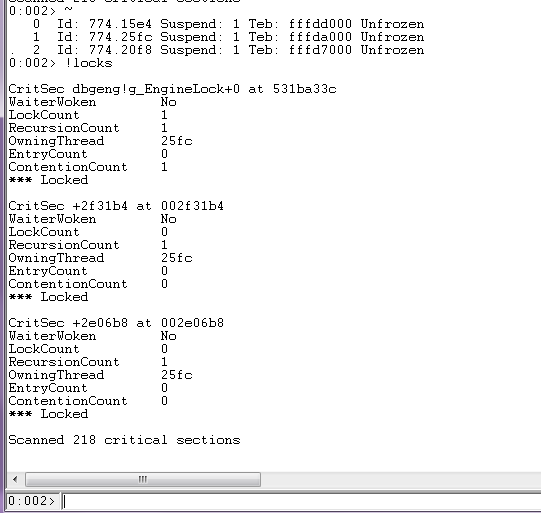 0:002> ~
0 Id: 774.15e4 Suspend: 1 Teb: fffdd000 Unfrozen
1 Id: 774.25fc Suspend: 1 Teb: fffda000 Unfrozen
. 2 Id: 774.20f8 Suspend: 1 Teb: fffd7000 Unfrozen
0:002> !locks
CritSec dbgeng!g_EngineLock+0 at 531ba33c
WaiterWoken No
LockCount 1
RecursionCount 1
OwningThread 25fc
EntryCount 0
ContentionCount 1
*** Locked
CritSec +2f31b4 at 002f31b4
WaiterWoken No
LockCount 0
RecursionCount 1
OwningThread 25fc
EntryCount 0
ContentionCount 0
*** Locked
CritSec +2e06b8 at 002e06b8
WaiterWoken No
LockCount 0
RecursionCount 1
OwningThread 25fc
EntryCount 0
ContentionCount 0
*** Locked
Scanned 218 critical sections
0:002>